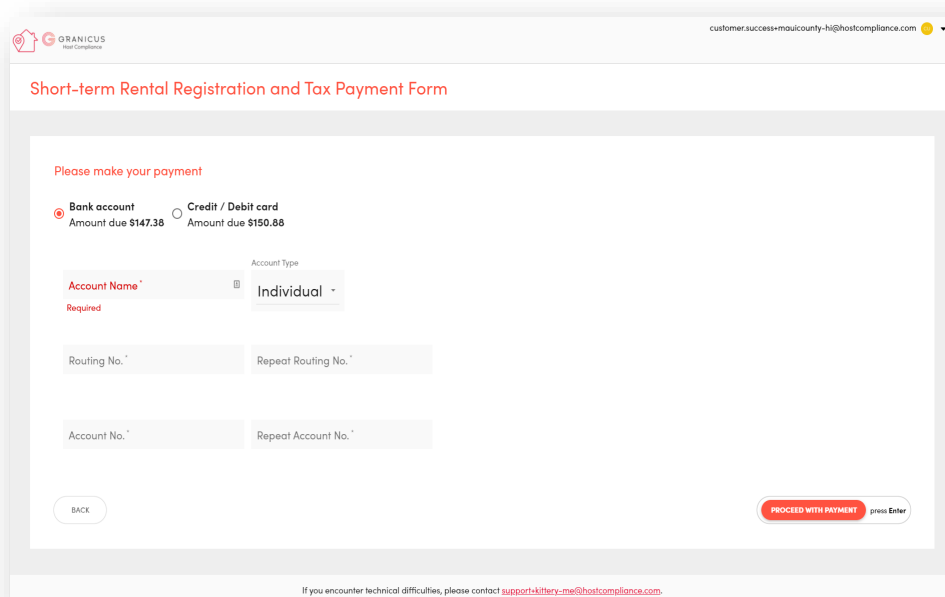 customer.success+mauicounty-hi@hostcompliance.com
GRANICUS
Host Compliance
Short-term Rental Registration and Tax Payment Form
Please make your payment
Bank account
Amount due $147.38
Credit / Debit card
Amount due $150.88
Account Type
Account Name *
Individual
Required
Routing No. *
Repeat Routing No. *
Account No. *
Repeat Account No. *
BACK
PROCEED WITH PAYMENT press Enter
If you encounter technical difficulties, please contact support+kittery-me@hostcompliance.com.